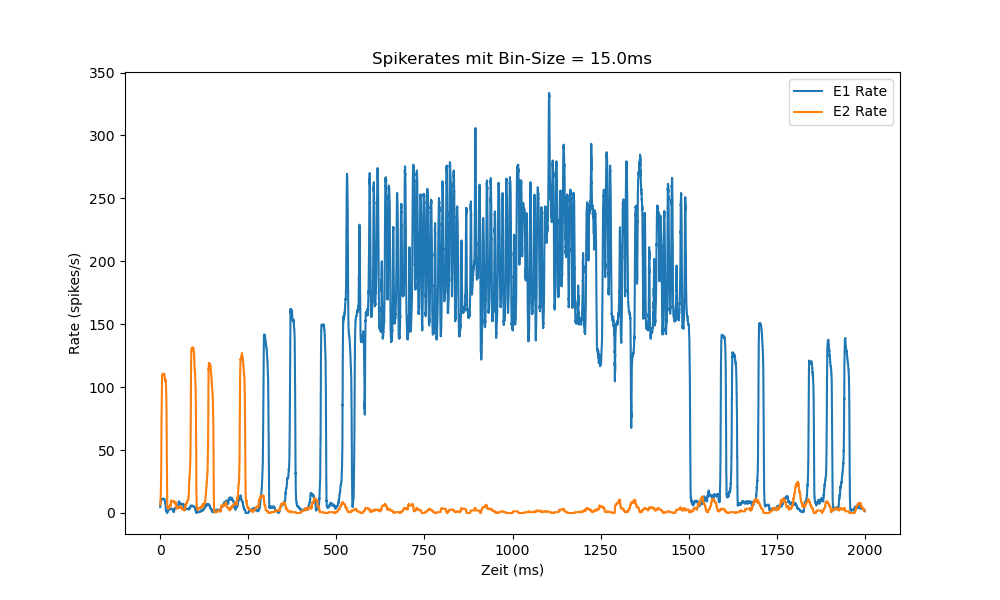 Spikerates mit Bin-Size = 15.0ms
E1 Rate
E2 Rate
350
300
250
200
150
100
50
0
Rate (spikes/s)
0 250 500 750 1000 1250 1500 1750 2000
Zeit (ms)